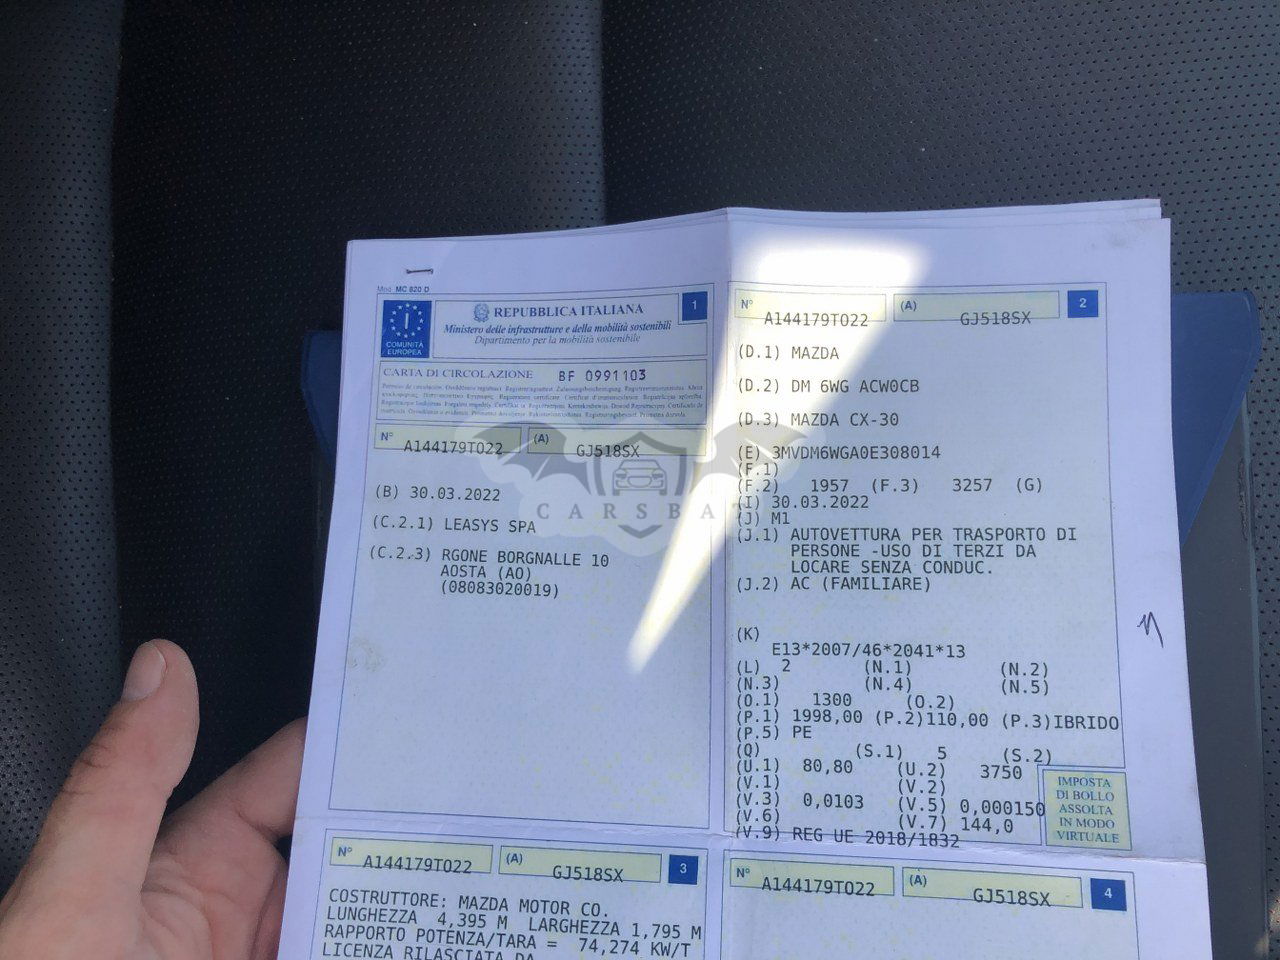 Mod. MC 820 D
COMUNITÀ
EUROPEA
REPUBBLICA ITALIANA
1
Ministero delle infrastrutture e della mobilità sostenibili
Dipartimento per la mobilità sostenibile
CARTA DI CIRCOLAZIONE BF 0991103
N° A144179TO22 (A) GJ518SX
(B) 30.03.2022
(C.2.1) LEASYS SPA
(C.2.3) RGONE BORGNALLE 10
AOSTA (AO)
(08083020019)
CARSBA
N° A144179TO22 (A) GJ518SX 2
(D.1) MAZDA
(D.2) DM 6WG ACW0CB
(D.3) MAZDA CX-30
(E) 3MVDM6WGA0E308014
(F.1)
(F.2) 1957 (F.3) 3257 (G)
(I) 30.03.2022
(J) M1
(J.1) AUTOVETTURA PER TRASPORTO DI
PERSONE -USO DI TERZI DA
LOCARE SENZA CONDUC.
(J.2) AC (FAMILIARE)
(K)
E13*2007/46*2041*13
(L) 2 (N.1) (N.2)
(N.3) (N.4) (N.5)
(O.1) 1300 (O.2)
(P.1) 1998,00 (P.2)110,00 (P.3)IBRIDO
(P.5) PE
(Q) (S.1) 5 (S.2)
(U.1) 80,80 (U.2) 3750
(V.1) (V.2)
(V.3) 0,0103 (V.5) 0,000150
(V.6) (V.7) 144,0
(V.9) REG UE 2018/1832
IMPOSTA
DI BOLLO
ASSOLTA
IN MODO
VIRTUALE
N° A144179TO22 (A) GJ518SX 3
COSTRUTTORE: MAZDA MOTOR CO.
LUNGHEZZA 4,395 M LARGHEZZA 1,795 M
RAPPORTO POTENZA/TARA = 74,274 KW/T
LICENZA RILASCIATA DA
N° A144179TO22 (A) GJ518SX 4